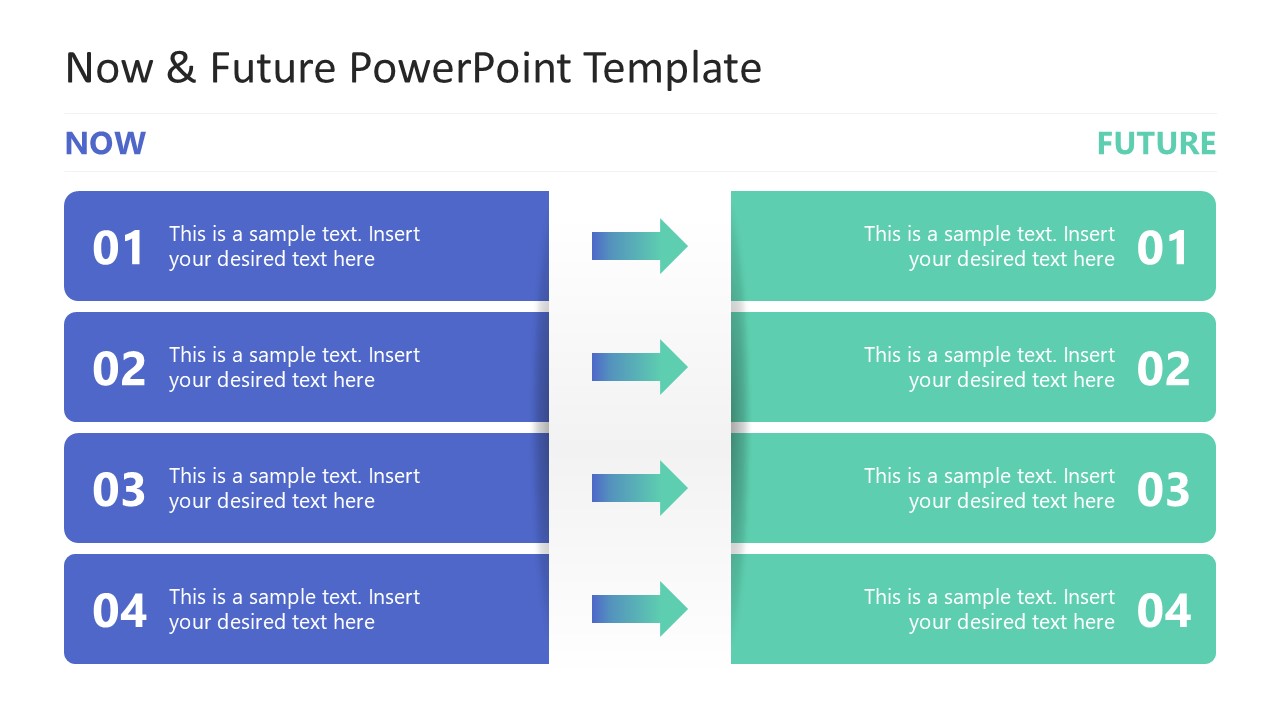 Now & Future PowerPoint Template
NOW
FUTURE
01
This is a sample text. Insert
your desired text here
This is a sample text. Insert
your desired text here
01
02
This is a sample text. Insert
your desired text here
This is a sample text. Insert
your desired text here
02
03
This is a sample text. Insert
your desired text here
This is a sample text. Insert
your desired text here
03
04
This is a sample text. Insert
your desired text here
This is a sample text. Insert
your desired text here
04